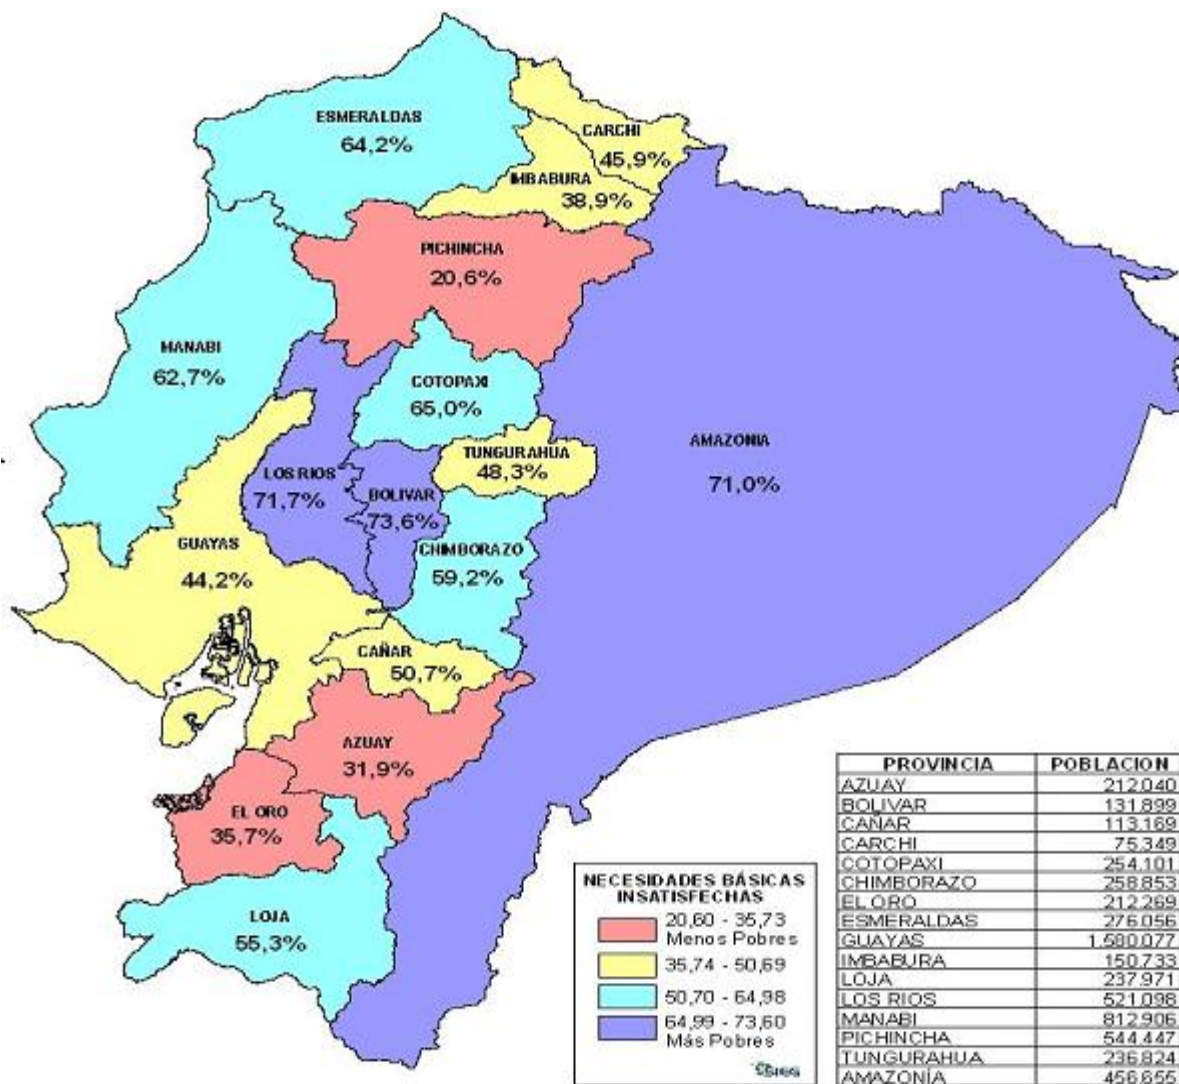 ESMERALDAS
64,2%
CARCHI
45,9%
IMBABURA
38,9%
PICHINCHA
20,6%
MANABI
62,7%
COTOPAXI
65,0%
AMAZONIA
71,0%
TUNGURAHUA
48,3%
LOS RIOS
71,7%
BOLIVAR
73,6%
GUAYAS
44,2%
CHIMBORAZO
59,2%
CAÑAR
50,7%
AZUAY
31,9%
EL ORO
35,7%
LOJA
55,3%
NECESIDADES BÁSICAS
INSATISFECHAS
20,60 - 35,73
Menos Pobres
35,74 - 50,69
50,70 - 64,98
64,99 - 73,60
Más Pobres
PROVINCIA POBLACION
AZUAY 212.040
BOLIVAR 131.899
CAÑAR 113.169
CARCHI 75.349
COTOPAXI 254.101
CHIMBORAZO 258.853
EL ORO 212.269
ESMERALDAS 276.056
GUAYAS 1.580.077
IMBABURA 150.733
LOJA 237.971
LOS RIOS 521.098
MANABI 812.906
PICHINCHA 544.447
TUNGURAHUA 236.824
AMAZONÍA 456.655